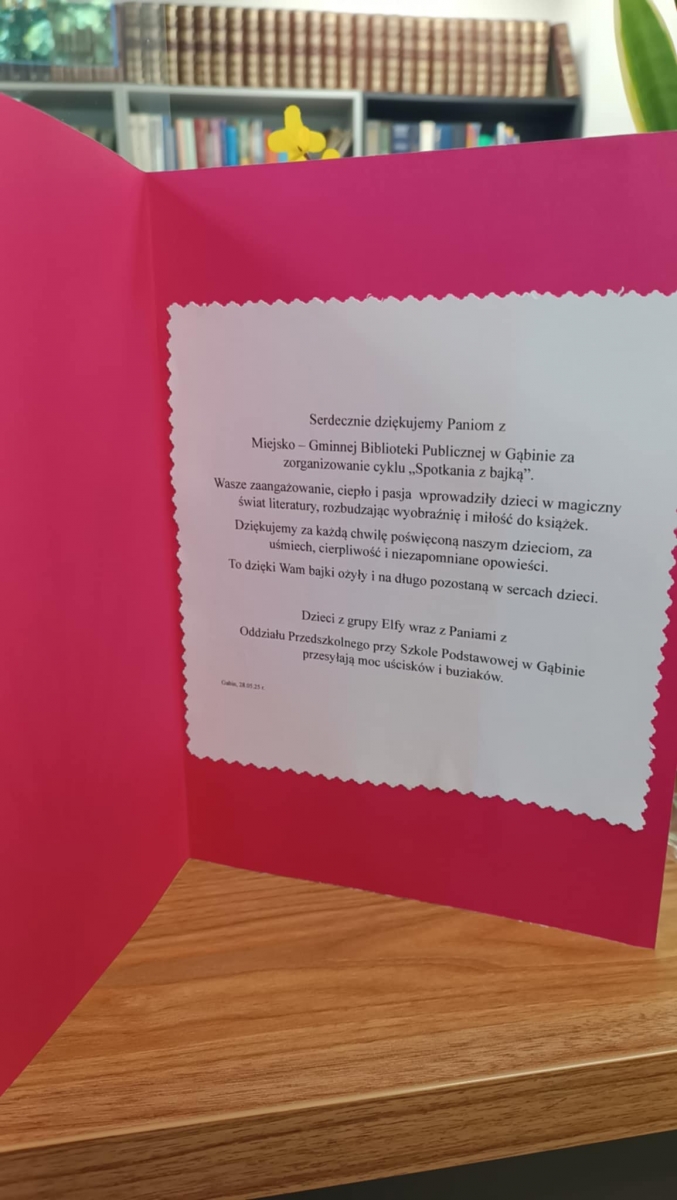 Serdecznie dziękujemy Paniom z
Miejsko – Gminnej Biblioteki Publicznej w Gąbinie za
zorganizowanie cyklu „Spotkania z bajką”.
Wasze zaangażowanie, ciepło i pasja wprowadziły dzieci w magiczny
świat literatury, rozbudzając wyobraźnię i miłość do książek.
Dziękujemy za każdą chwilę poświęconą naszym dzieciom, za
uśmiech, cierpliwość i niezapomniane opowieści.
To dzięki Wam bajki ożyły i na długo pozostaną w sercach dzieci.
Dzieci z grupy Elfy wraz z Paniami z
Oddziału Przedszkolnego przy Szkole Podstawowej w Gąbinie
przesyłają moc uścisków i buziaków.
Gąbin,